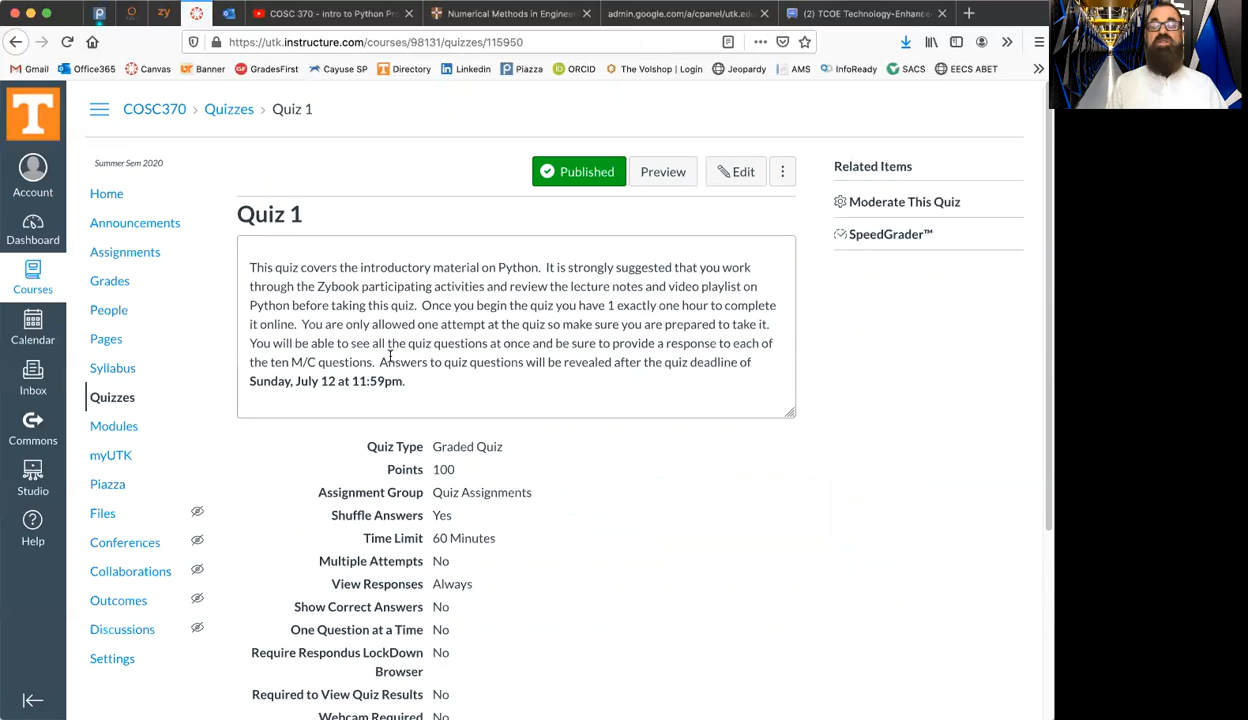 COSC 370 - Intro to Python Pr
Numerical Methods in Enginee
admin.google.com/a/cpanel/utk.ed
(2) TCOE Technology-Enhance
zy
https://utk.instructure.com/courses/98131/quizzes/115950
Gmail
Office365
Canvas
Banner
GradesFirst
Cayuse SP
Directory
Linkedin
Piazza
ORCID
The Volshop | Login
Jeopardy
AMS
InfoReady
SACS
EECS ABET
T
Account
Dashboard
Courses
Calendar
Inbox
Commons
Studio
Help
COSC370 › Quizzes › Quiz 1
Summer Sem 2020
Home
Announcements
Assignments
Grades
People
Pages
Syllabus
Quizzes
Modules
myUTK
Piazza
Files
Conferences
Collaborations
Outcomes
Discussions
Settings
Published
Preview
Edit
Quiz 1
This quiz covers the introductory material on Python. It is strongly suggested that you work
through the Zybook participating activities and review the lecture notes and video playlist on
Python before taking this quiz. Once you begin the quiz you have 1 exactly one hour to complete
it online. You are only allowed one attempt at the quiz so make sure you are prepared to take it.
You will be able to see all the quiz questions at once and be sure to provide a response to each of
the ten M/C questions. Answers to quiz questions will be revealed after the quiz deadline of
Sunday, July 12 at 11:59pm.
Quiz Type Graded Quiz
Points 100
Assignment Group Quiz Assignments
Shuffle Answers Yes
Time Limit 60 Minutes
Multiple Attempts No
View Responses Always
Show Correct Answers No
One Question at a Time No
Require Respondus LockDown No
Browser
Required to View Quiz Results No
Webcam Required No
Related Items
Moderate This Quiz
SpeedGrader™